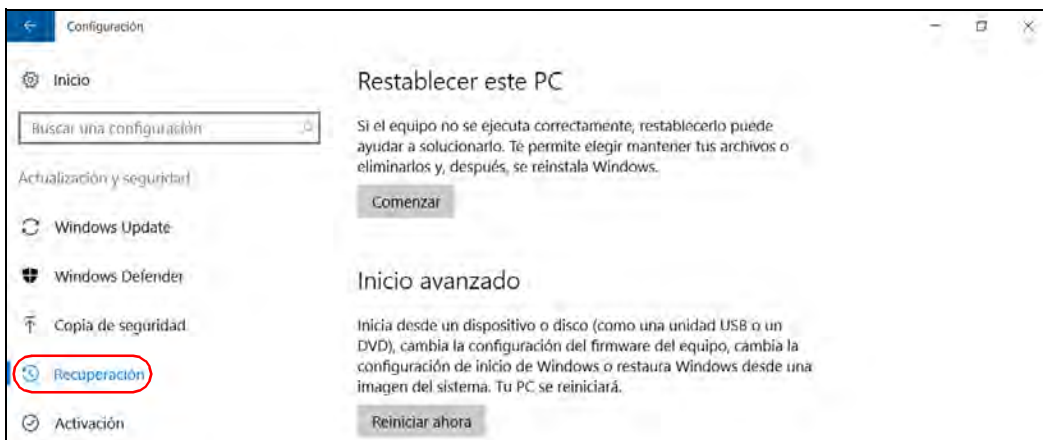 Configuración
Inicio
Buscar una configuración
Actualización y seguridad
Windows Update
Windows Defender
Copia de seguridad
Recuperación
Activación
Restablecer este PC
Si el equipo no se ejecuta correctamente, restablecerlo puede
ayudar a solucionarlo. Te permite elegir mantener tus archivos o
eliminarlos y, después, se reinstala Windows.
Comenzar
Inicio avanzado
Inicia desde un dispositivo o disco (como una unidad USB o un
DVD), cambia la configuración del firmware del equipo, cambia la
configuración de inicio de Windows o restaura Windows desde una
imagen del sistema. Tu PC se reiniciará.
Reiniciar ahora